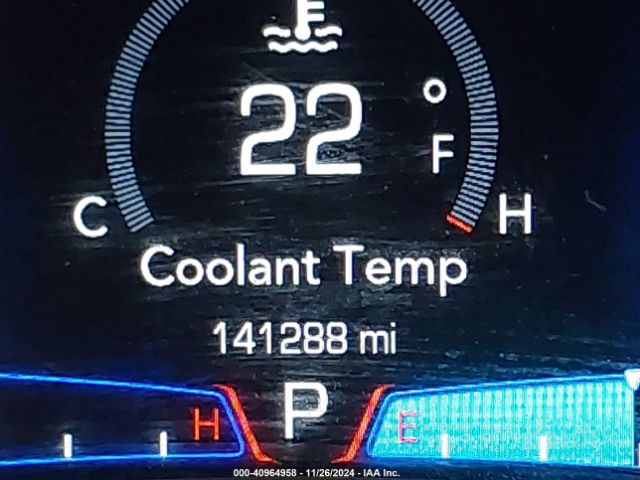 22 °F
C H
Coolant Temp
141288 mi
H P E
000-40964958 - 11/26/2024 - IAA Inc.